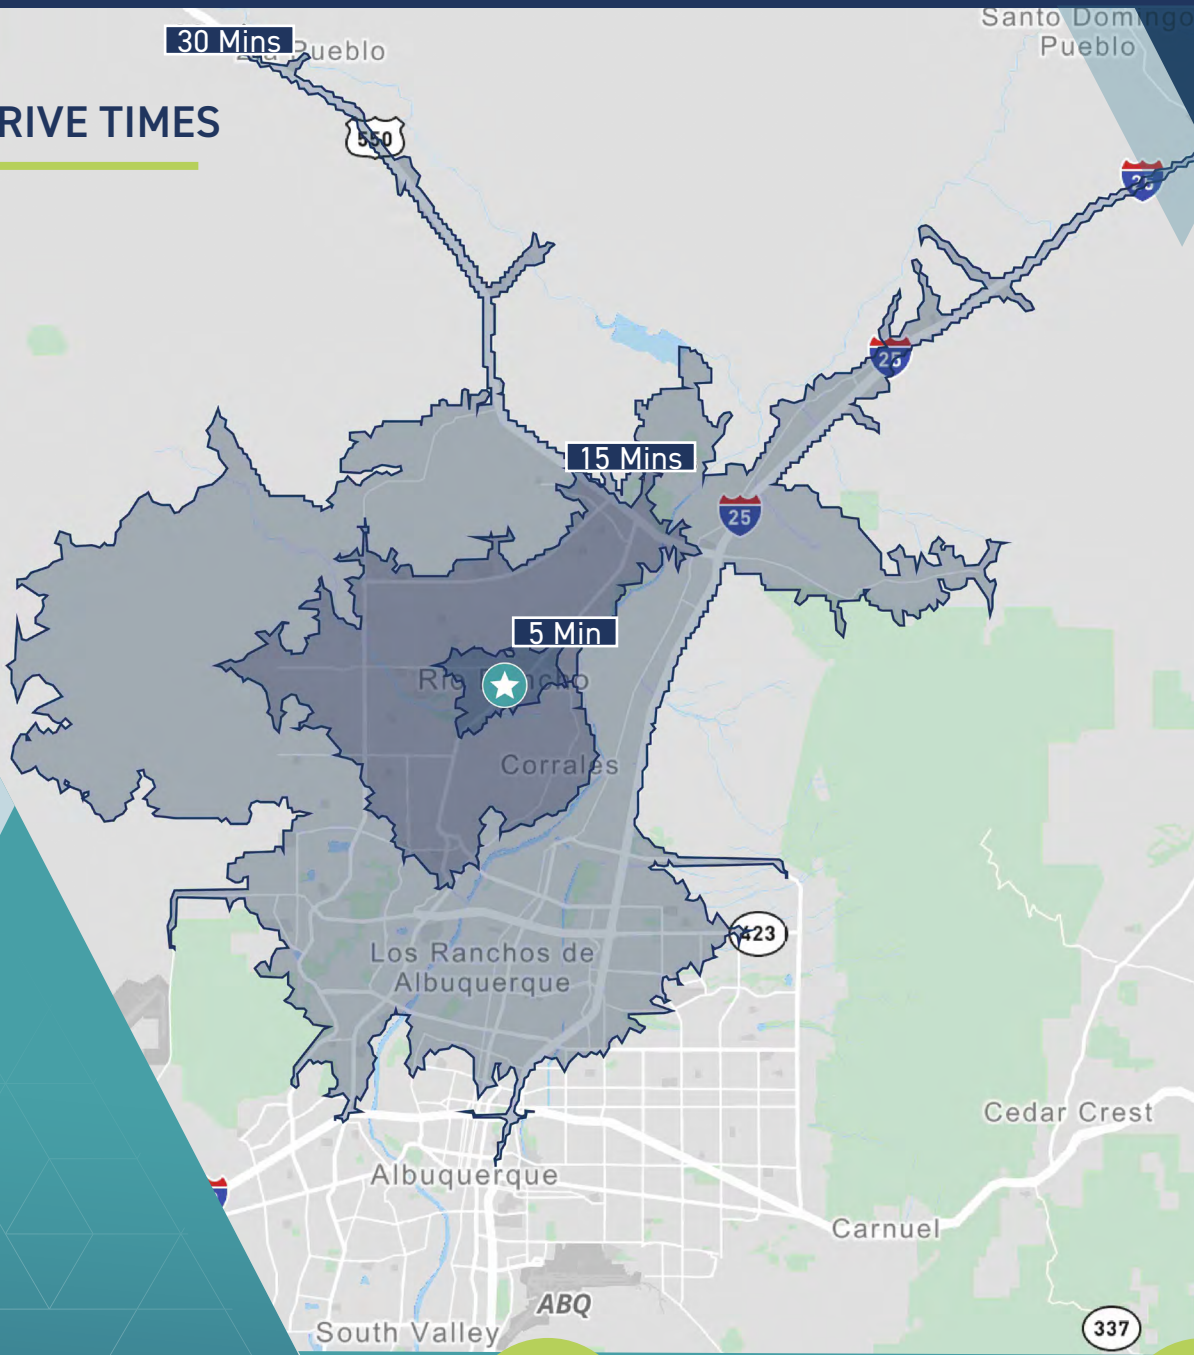 Santo Domingo
Pueblo
30 Mins
Pueblo
RIVE TIMES
550
25
25
15 Mins
25
5 Min
Corrales
423
Los Ranchos de
Albuquerque
Cedar Crest
Albuquerque
Carnuel
ABQ
South Valley
337